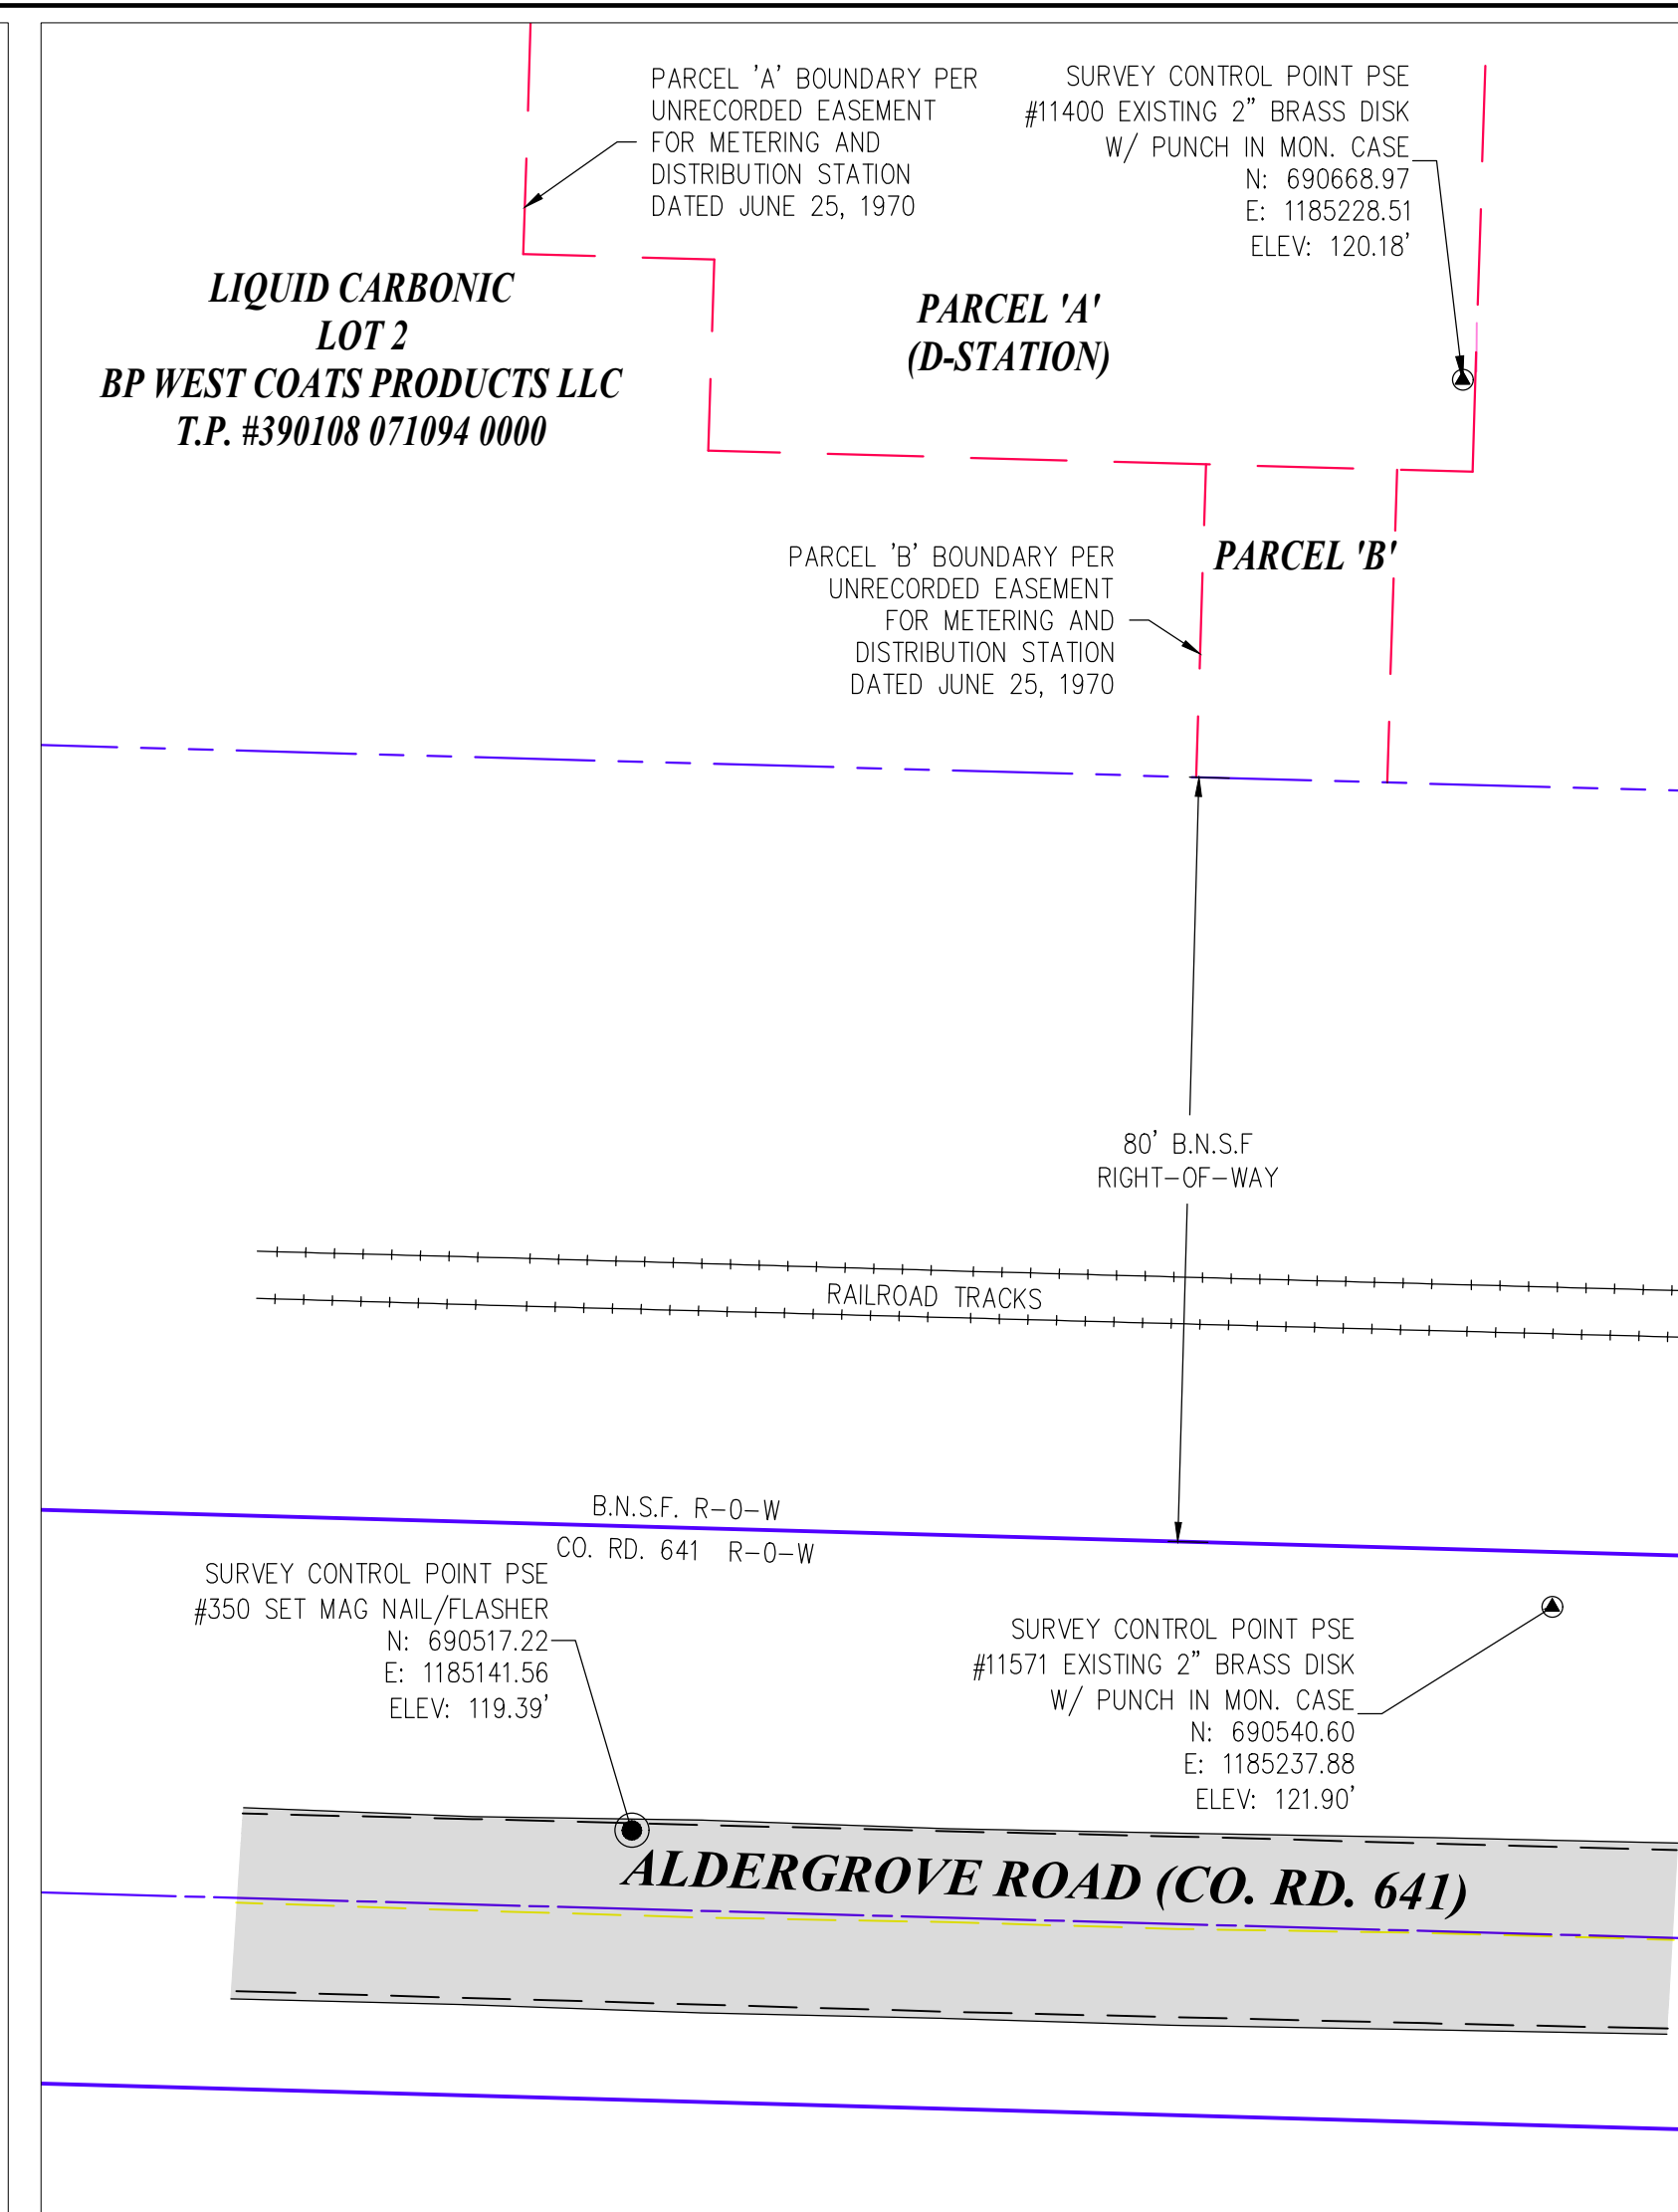 PARCEL 'A' BOUNDARY PER
UNRECORDED EASEMENT
FOR METERING AND
DISTRIBUTION STATION
DATED JUNE 25, 1970
SURVEY CONTROL POINT PSE
#11400 EXISTING 2" BRASS DISK
W/ PUNCH IN MON. CASE
N: 690668.97
E: 1185228.51
ELEV: 120.18'
LIQUID CARBONIC
LOT 2
BP WEST COATS PRODUCTS LLC
T.P. #390108 071094 0000
PARCEL 'A'
(D-STATION)
PARCEL 'B' BOUNDARY PER
UNRECORDED EASEMENT
FOR METERING AND
DISTRIBUTION STATION
DATED JUNE 25, 1970
PARCEL 'B'
80' B.N.S.F
RIGHT-OF-WAY
RAILROAD TRACKS
B.N.S.F. R-O-W
CO. RD. 641 R-O-W
SURVEY CONTROL POINT PSE
#350 SET MAG NAIL/FLASHER
N: 690517.22
E: 1185141.56
ELEV: 119.39'
SURVEY CONTROL POINT PSE
#11571 EXISTING 2" BRASS DISK
W/ PUNCH IN MON. CASE
N: 690540.60
E: 1185237.88
ELEV: 121.90'
ALDERGROVE ROAD (CO. RD. 641)